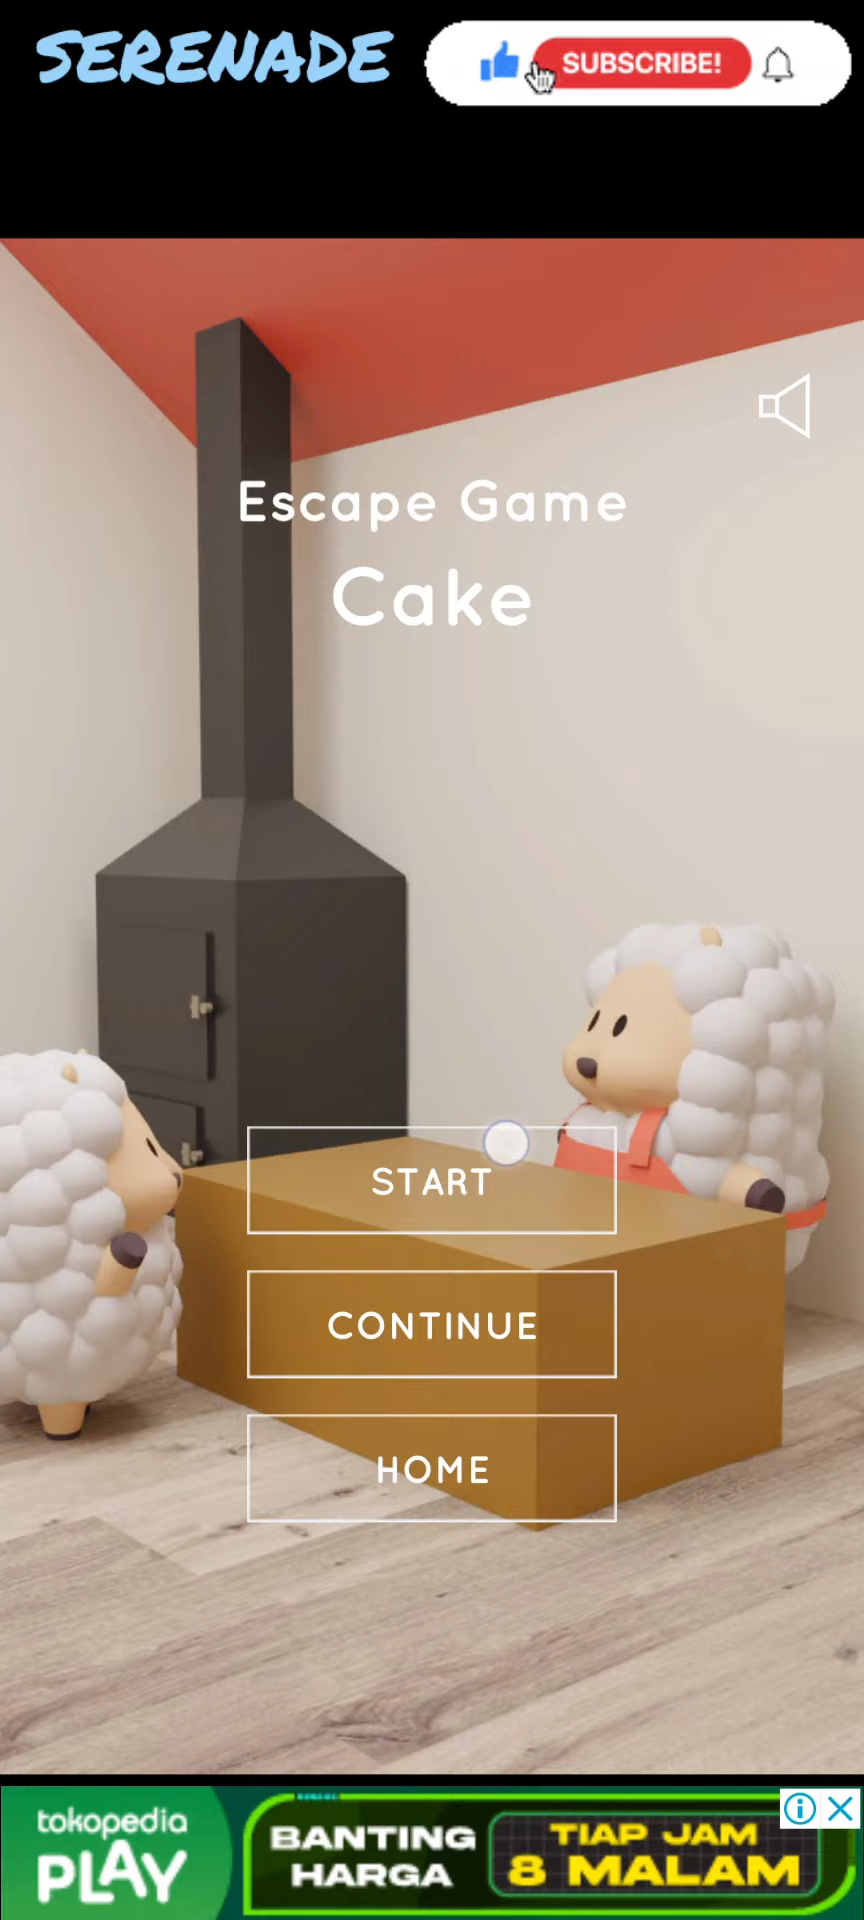 SERENADE
SUBSCRIBE!
Escape Game
Cake
START
CONTINUE
HOME
tokopedia
PLAY
BANTING
HARGA
TIAP JAM
8 MALAM